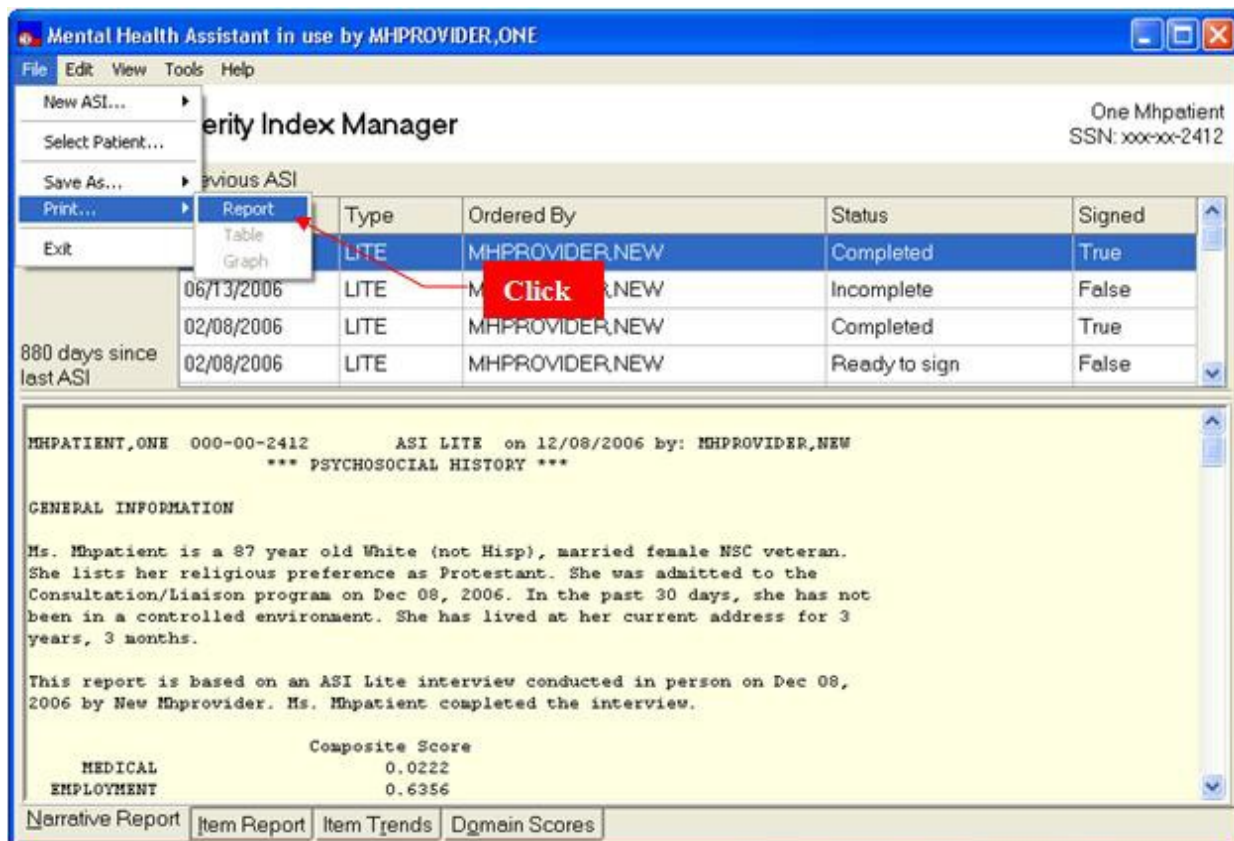 Mental Health Assistant in use by MHPROVIDER,ONE
File Edit View Tools Help
New ASI...
Select Patient...
Save As...
Print...
Exit
Report
Table
Graph
erity Index Manager
One Mhpatient
SSN: xxx-xx-2412
evious ASI
Type Ordered By Status Signed
LITE MHPROVIDER,NEW Completed True
06/13/2006 LITE M R,NEW Incomplete False
Click
02/08/2006 LITE MHPROVIDER,NEW Completed True
02/08/2006 LITE MHPROVIDER,NEW Ready to sign False
880 days since
last ASI
MHPATIENT,ONE 000-00-2412 ASI LITE on 12/08/2006 by: MHPROVIDER,NEW
*** PSYCHOSOCIAL HISTORY ***
GENERAL INFORMATION
Ms. Mhpatient is a 87 year old White (not Hisp), married female NSC veteran.
She lists her religious preference as Protestant. She was admitted to the
Consultation/Liaison program on Dec 08, 2006. In the past 30 days, she has not
been in a controlled environment. She has lived at her current address for 3
years, 3 months.
This report is based on an ASI Lite interview conducted in person on Dec 08,
2006 by New Mhprovider. Ms. Mhpatient completed the interview.
Composite Score
MEDICAL 0.0222
EMPLOYMENT 0.6356
Narrative Report Item Report Item Trends Domain Scores